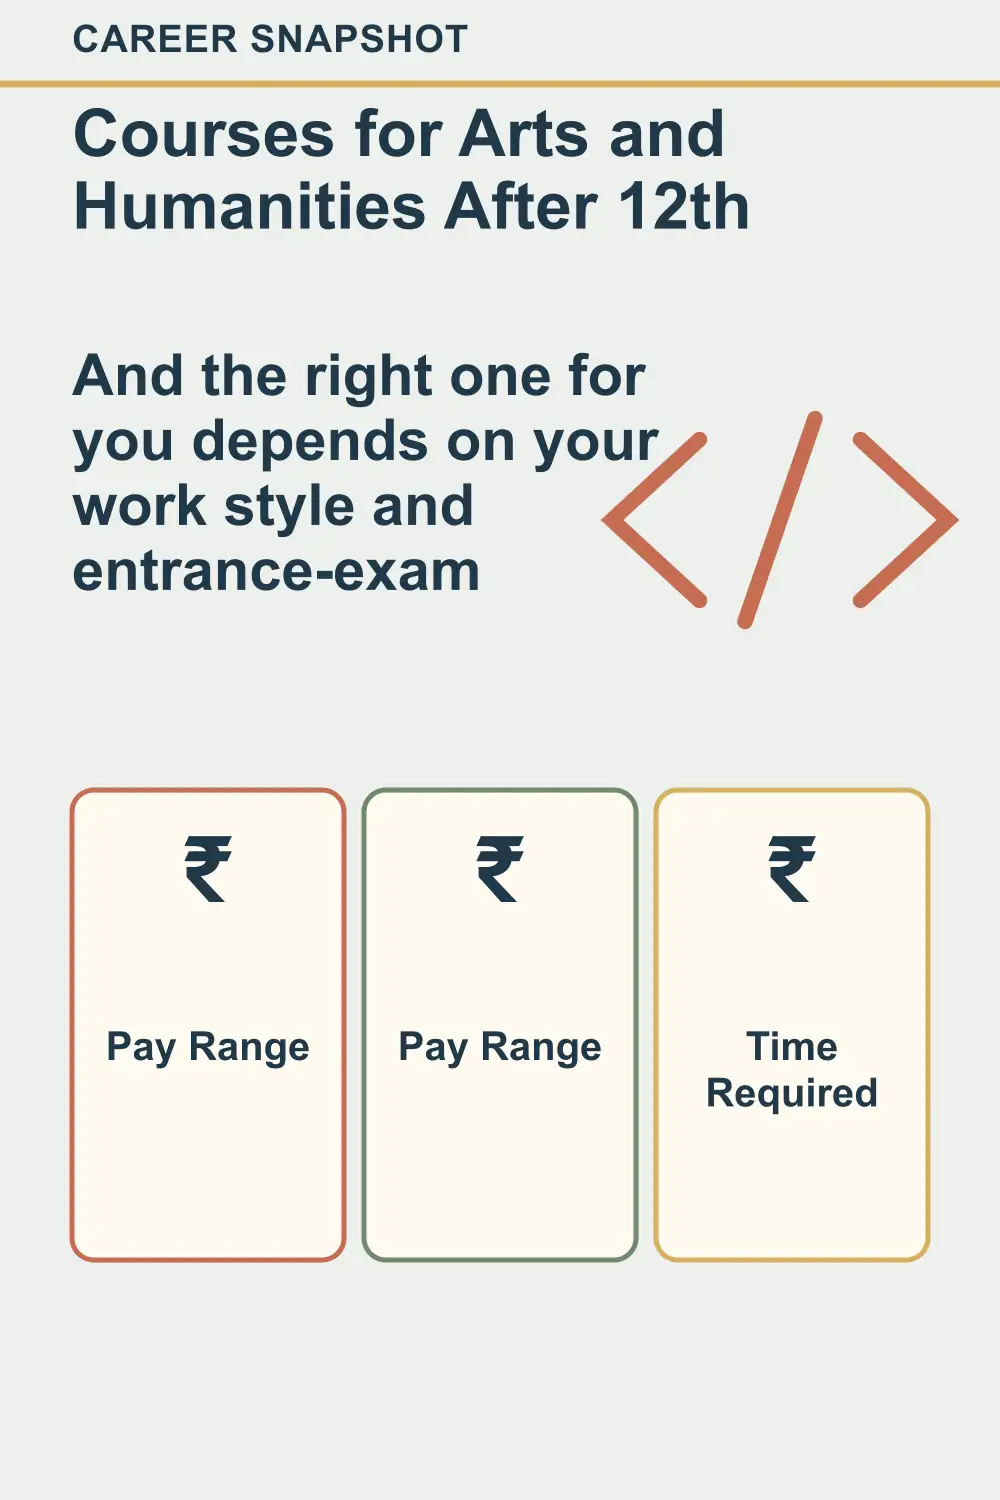 CAREER SNAPSHOT
Courses for Arts and
Humanities After 12th
And the right one for
you depends on your
work style and
entrance-exam
</>
₹
Pay Range
₹
Pay Range
₹
Time
Required